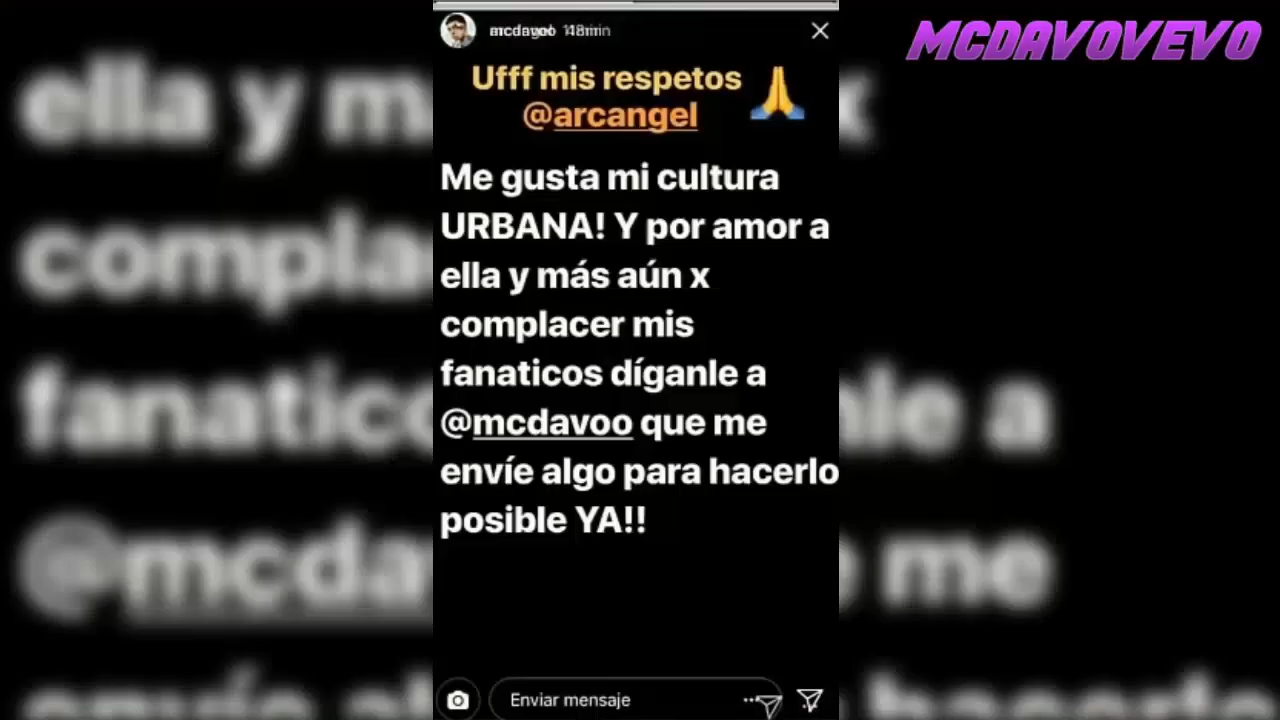 MCDAVOVEVO
Ufff mis respetos
@arcangel
Me gusta mi cultura
URBANA! Y por amor a
ella y más aún x
complacer mis
fanaticos díganle a
@mcdavoo que me
envíe algo para hacerlo
posible YA!!
Enviar mensaje